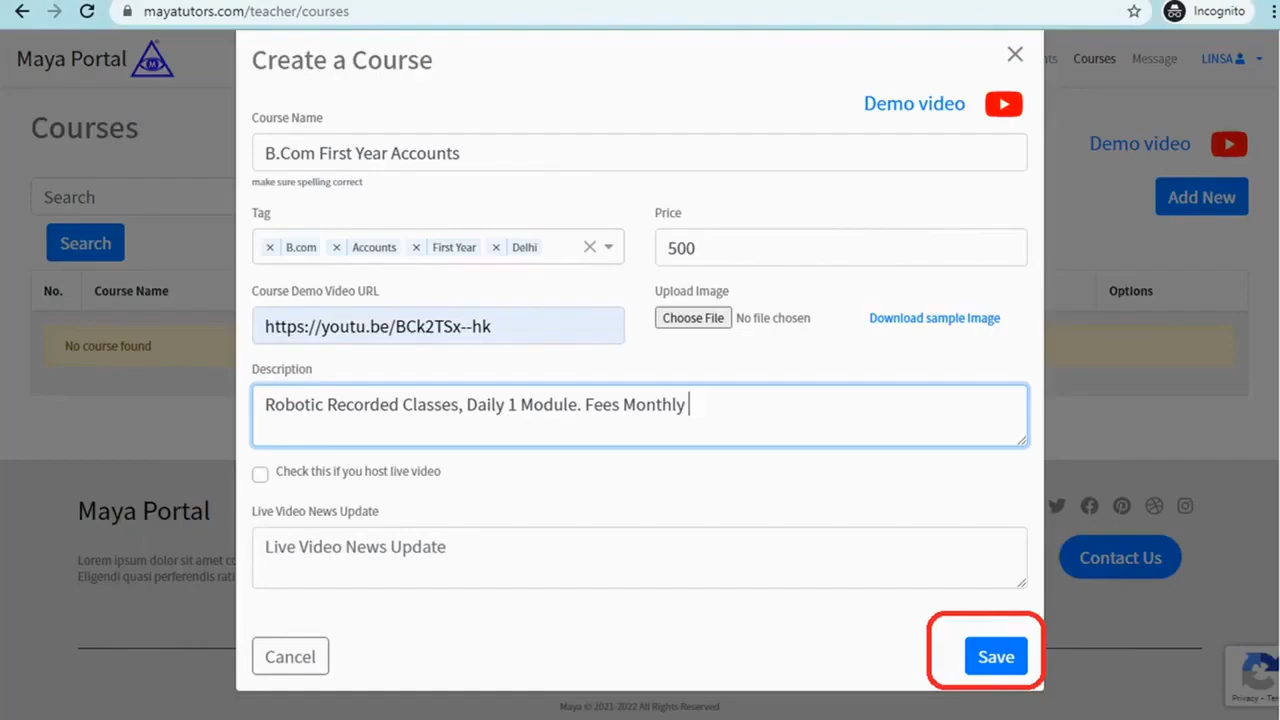 mayatutors.com/teacher/courses
Incognito
Maya Portal
M
Courses
Message
LINSA
Create a Course
Demo video
Course Name
B.Com First Year Accounts
make sure spelling correct
Courses
Demo video
Search
Add New
Search
Tag
Price
× B.com × Accounts × First Year × Delhi
500
No.
Course Name
Options
Course Demo Video URL
Upload Image
https://youtu.be/BCk2TSx--hk
Choose File No file chosen
Download sample Image
No course found
Description
Robotic Recorded Classes, Daily 1 Module. Fees Monthly
Check this if you host live video
Maya Portal
Live Video News Update
Live Video News Update
Lorem ipsum dolor sit amet
Eligendi quasi perferendis
Contact Us
Cancel
Save
Maya © 2021-2022 All Rights Reserved